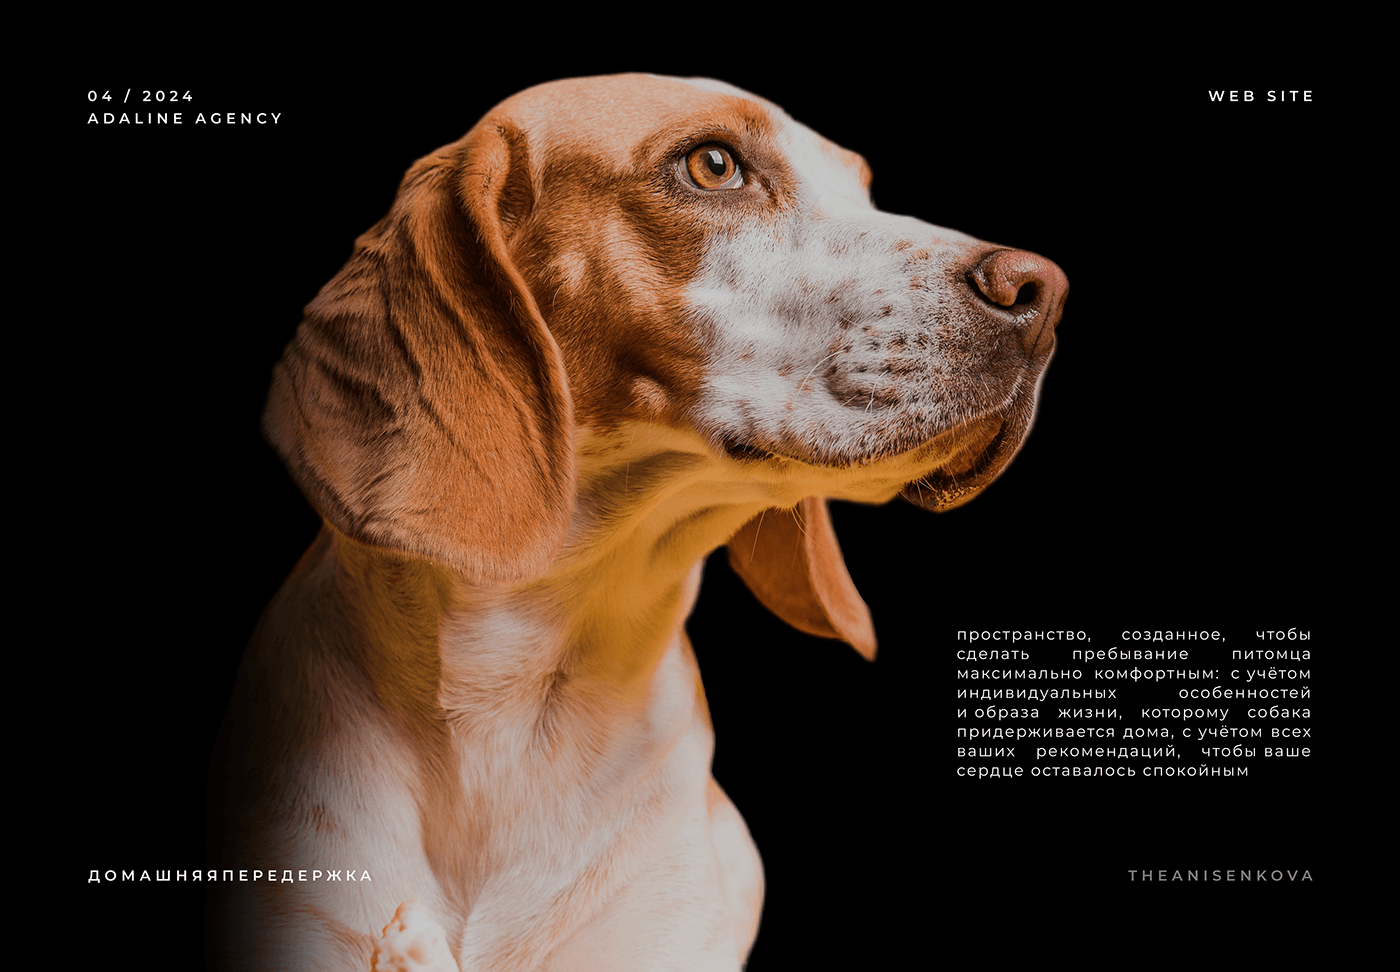 04 / 2024
ADALINE AGENCY
WEB SITE
пространство, созданное, чтобы
сделать пребывание питомца
максимально комфортным: с учётом
индивидуальных особенностей
и образа жизни, которому собака
придерживается дома, с учётом всех
ваших рекомендаций, чтобы ваше
сердце оставалось спокойным
ДОМАШНЯЯПЕРЕДЕРЖКА
THEANISENKOVA